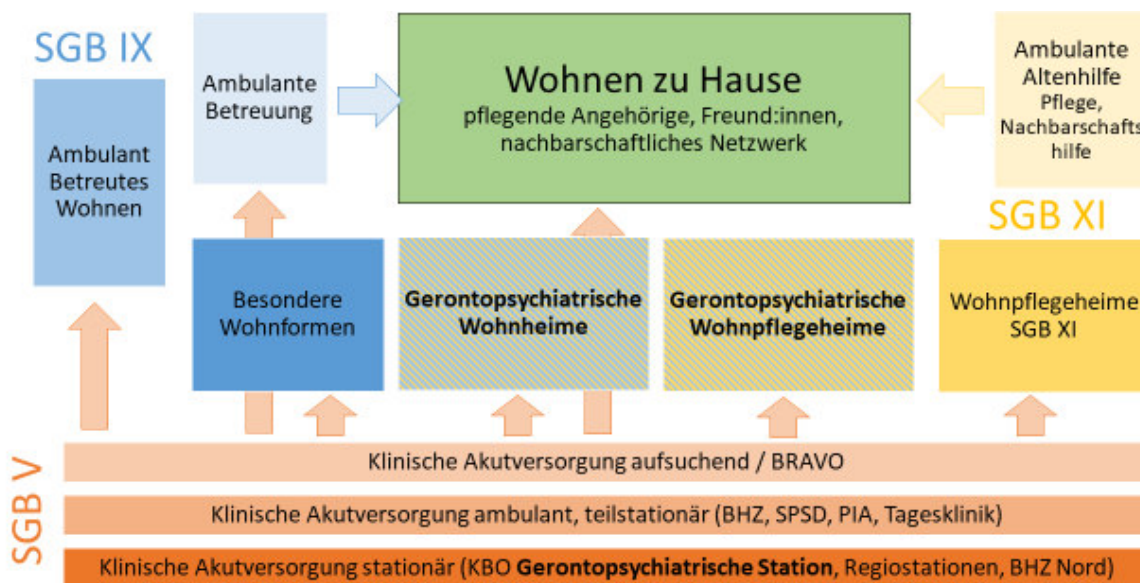 SGB IX
Ambulant
Betreutes
Wohnen
Ambulante
Betreuung
Wohnen zu Hause
pflegende Angehörige, Freund:innen,
nachbarschaftliches Netzwerk
Ambulante
Altenhilfe
Pflege,
Nachbarschafts
hilfe
SGB XI
Besondere
Wohnformen
Gerontopsychiatrische
Wohnheime
Gerontopsychiatrische
Wohnpflegeheime
Wohnpflegeheime
SGB XI
SGB V
Klinische Akutversorgung aufsuchend / BRAVO
Klinische Akutversorgung ambulant, teilstationär (BHZ, SPSD, PIA, Tagesklinik)
Klinische Akutversorgung stationär (KBO Gerontopsychiatrische Station, Regiostationen, BHZ Nord)